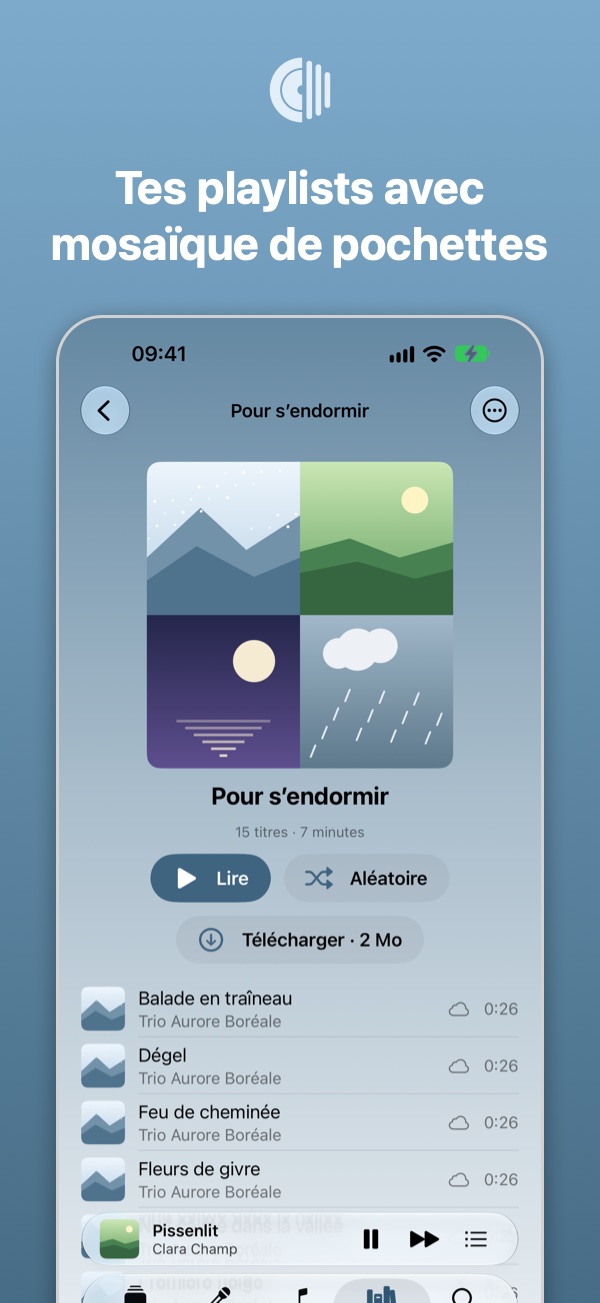 Tes playlists avec
mosaïque de pochettes
09:41
Pour s’endormir
Pour s’endormir
15 titres · 7 minutes
Lire
Aléatoire
Télécharger · 2 Mo
Balade en traîneau
Trio Aurore Boréale
0:26
Dégel
Trio Aurore Boréale
0:26
Feu de cheminée
Trio Aurore Boréale
0:26
Fleurs de givre
Trio Aurore Boréale
0:26
Pissenlit
Clara Champ